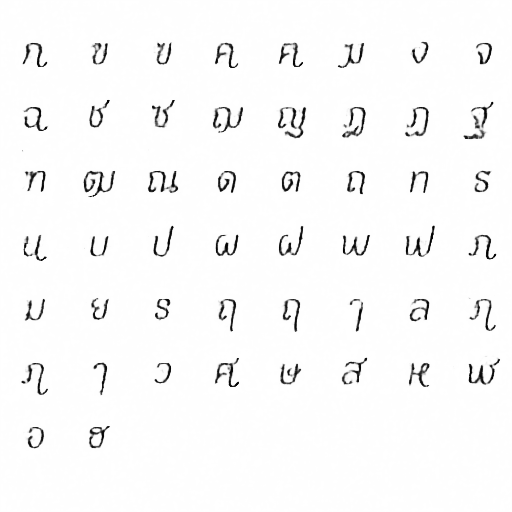 ก ข ฃ ค ฅ ฆ ง จ
ฉ ช ซ ฌ ญ ฎ ฏ ฐ
ฑ ฒ ณ ด ต ถ ท ธ
น บ ป ผ ฝ พ ฟ ภ
ม ย ร ฤ ฤ ๅ ล ฦ
ฦ ๅ ว ศ ษ ส ห ฬ
อ ฮ